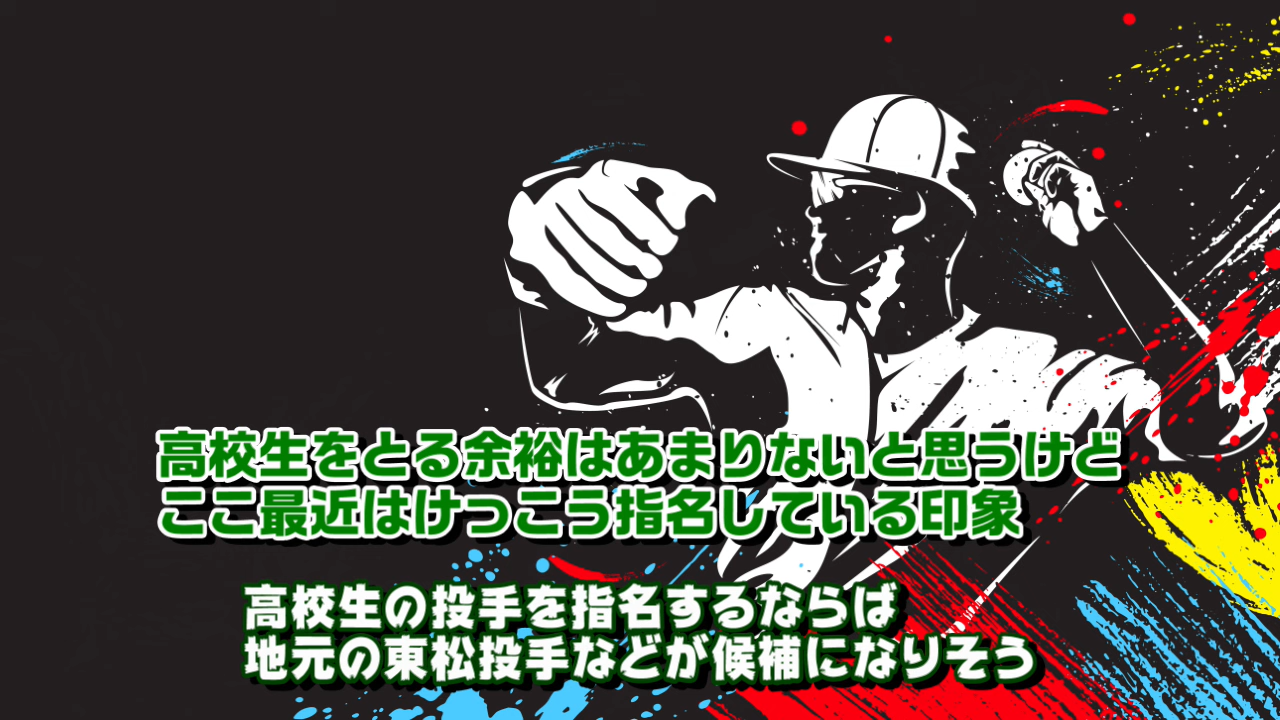 高校生をとる余裕はあまりないと思うけど
ここ最近はけっこう指名している印象
高校生の投手を指名するならば
地元の東松投手などが候補になりそう